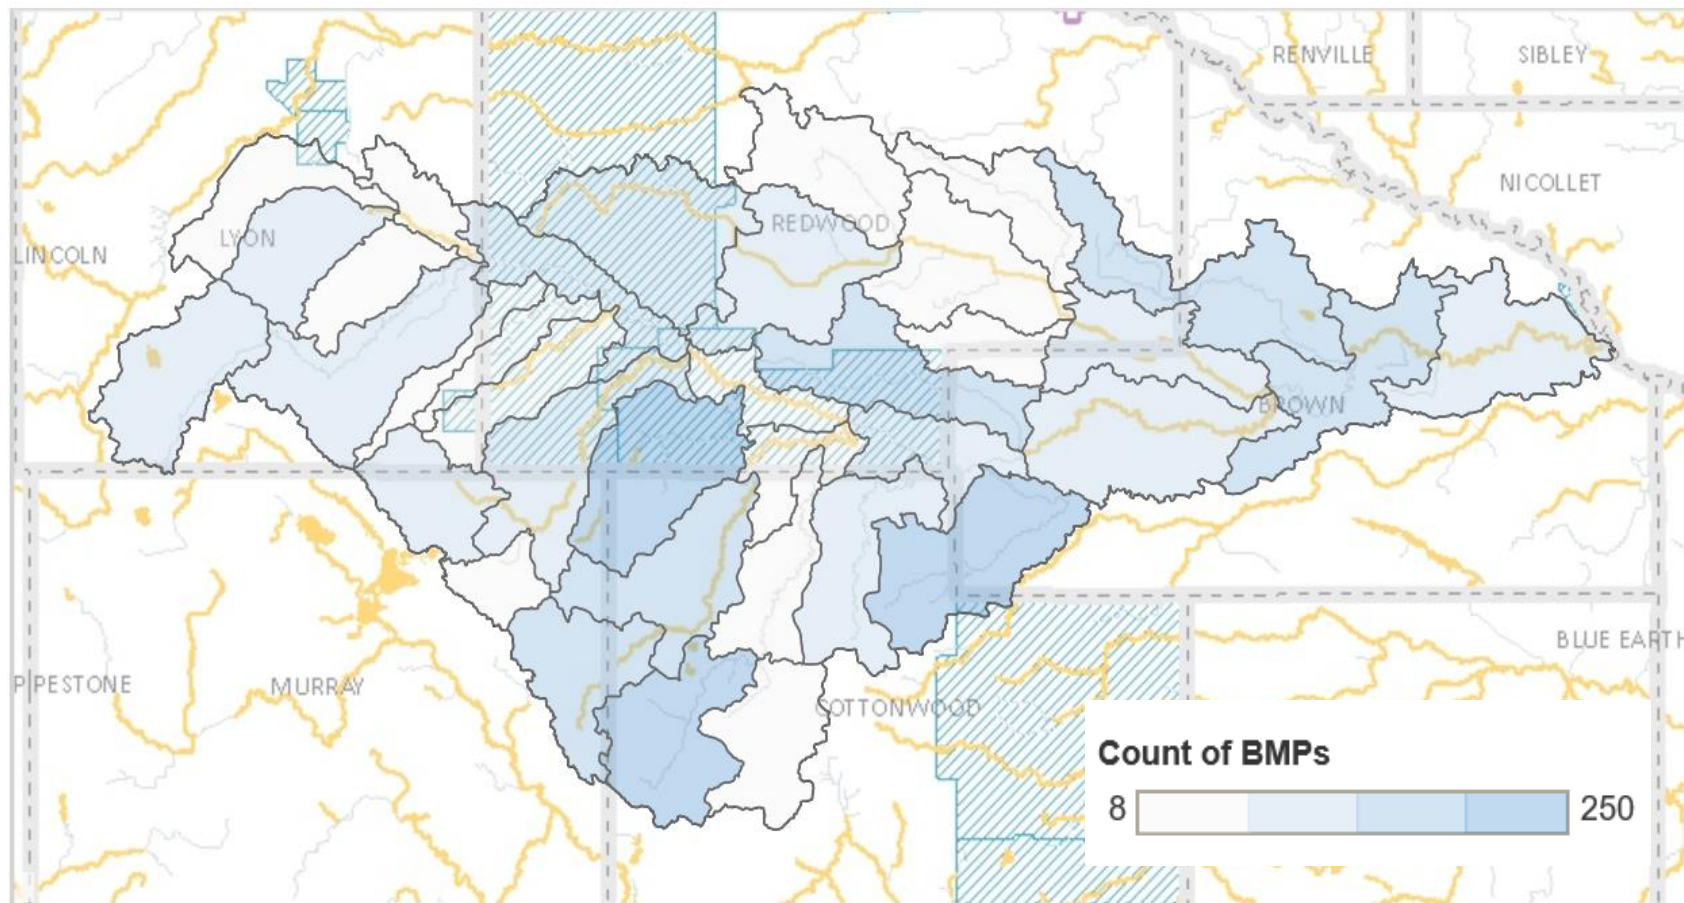 RENVILLE
SIBLEY
NICOLLET
REDWOOD
LYON
LINCOLN
BROWN
BLUE EARTH
PIPESTONE
MURRAY
COTTONWOOD
Count of BMPs
8
250